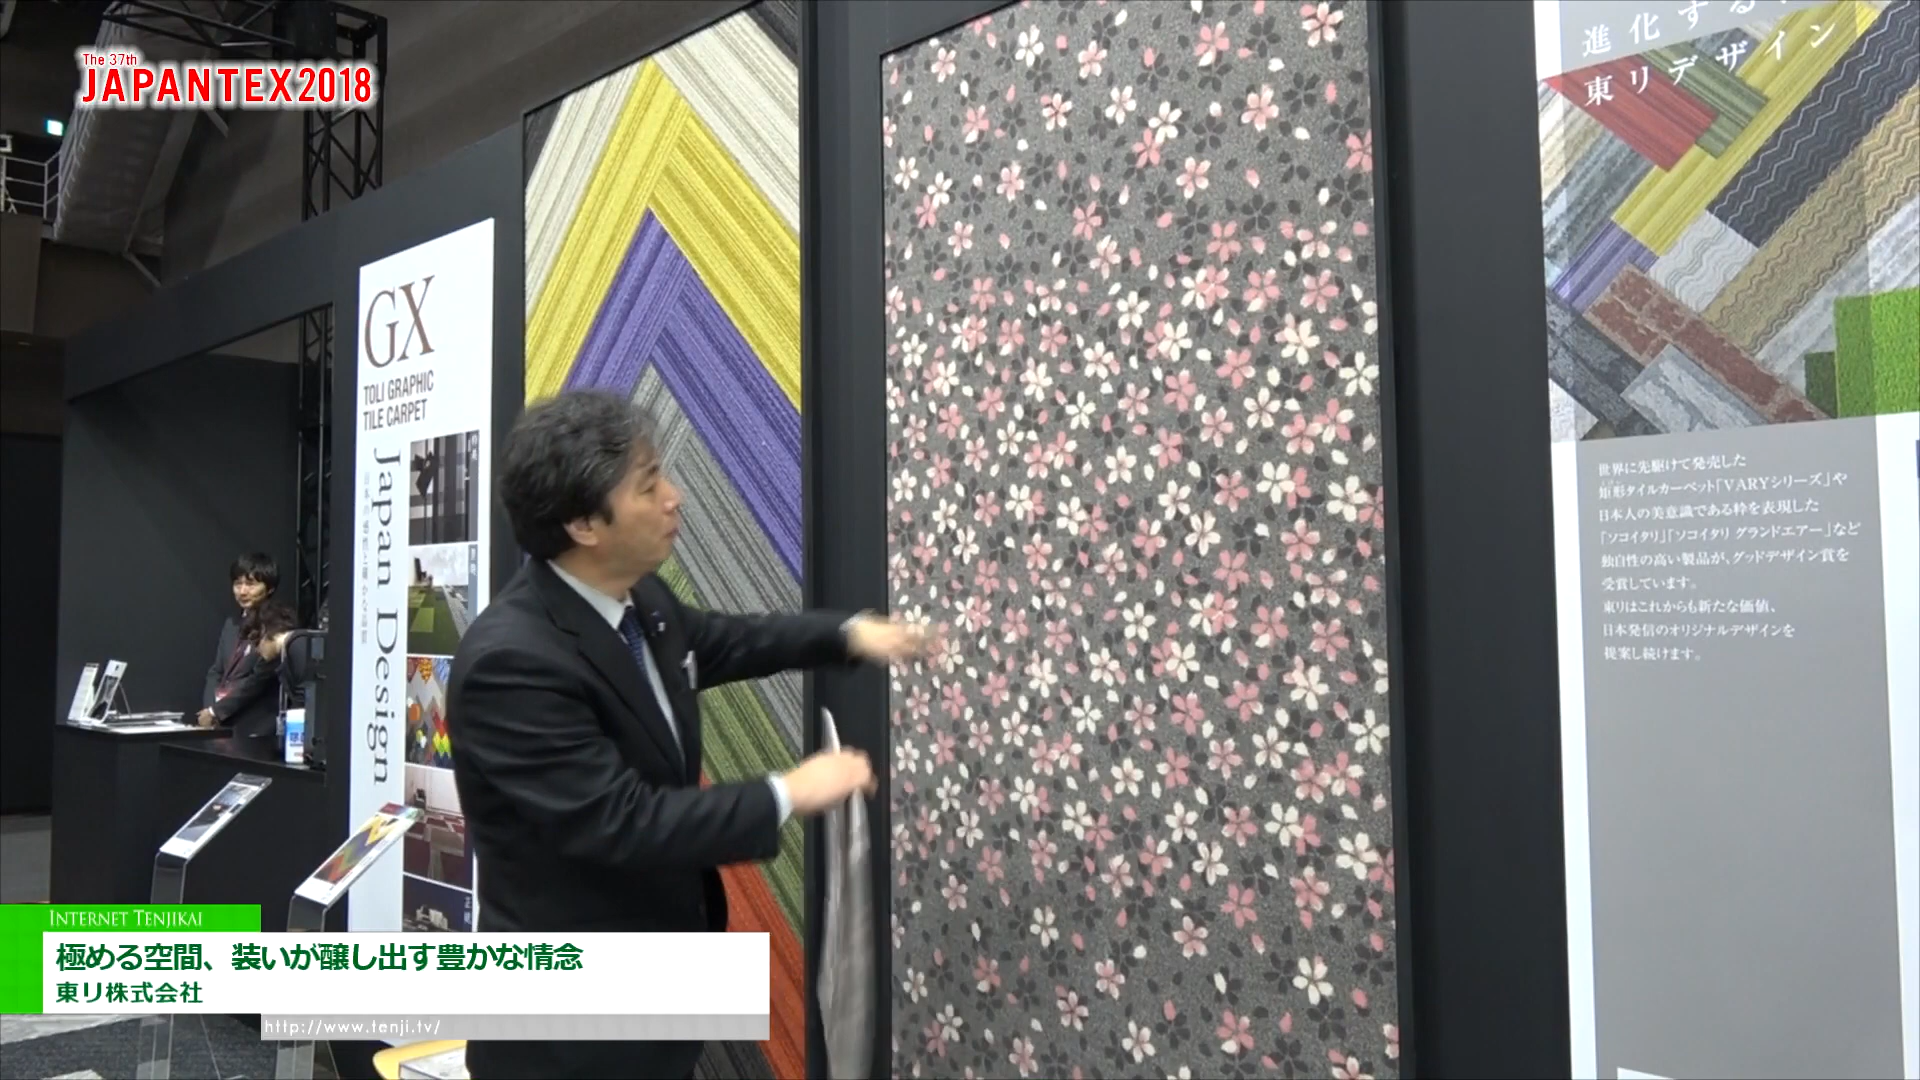 The 37th
JAPANTEX2018
GX
TOLI GRAPHIC
TILE CARPET
Japan Design
進化する
東リデザイン
世界に先駆けて発売した
矩形タイルカーペット「VARYシリーズ」や
日本人の美意識である粋を表現した
「ソコイタリ」「ソコイタリ グランドエアー」など
独自性の高い製品が、グッドデザイン賞を
受賞しています。
東リはこれからも新たな価値、
日本発信のオリジナルデザインを
提案し続けます。
INTERNET TENJIKAI
極める空間、装いが醸し出す豊かな情念
東リ株式会社
http://www.tenji.tv/